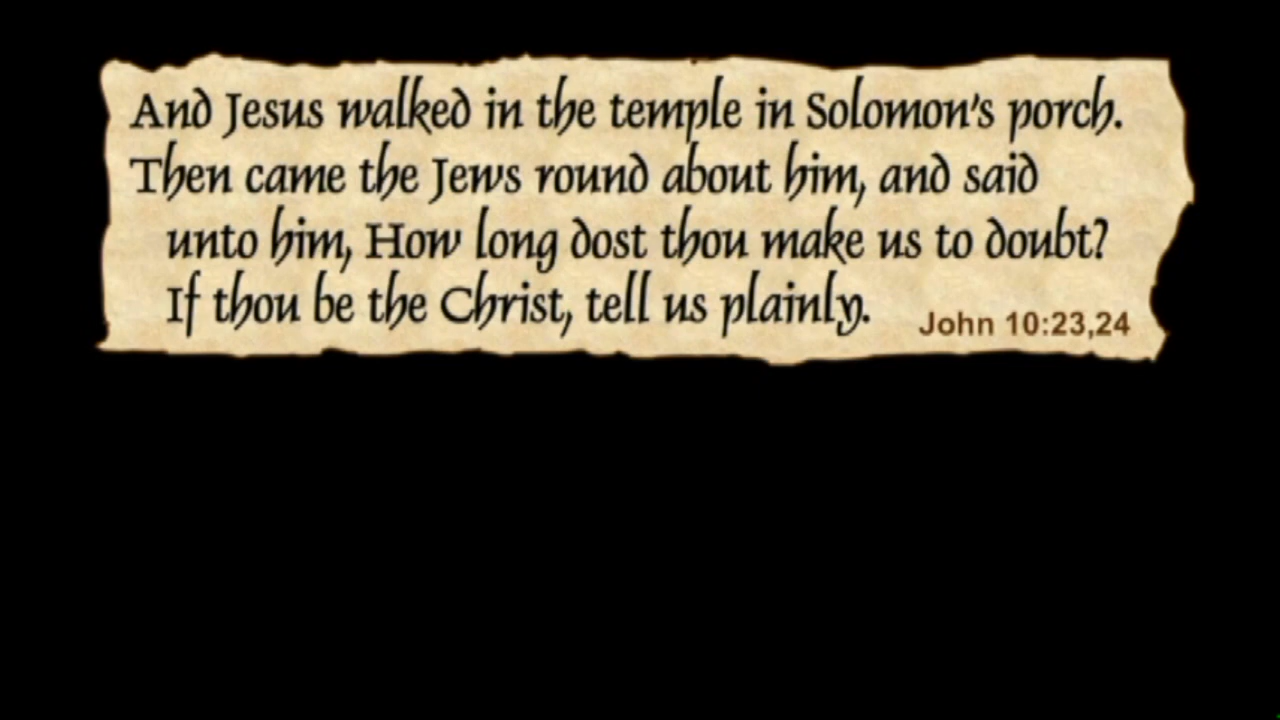 And Jesus walked in the temple in Solomon's porch.
Then came the Jews round about him, and said
unto him, How long dost thou make us to doubt?
If thou be the Christ, tell us plainly.
John 10:23,24